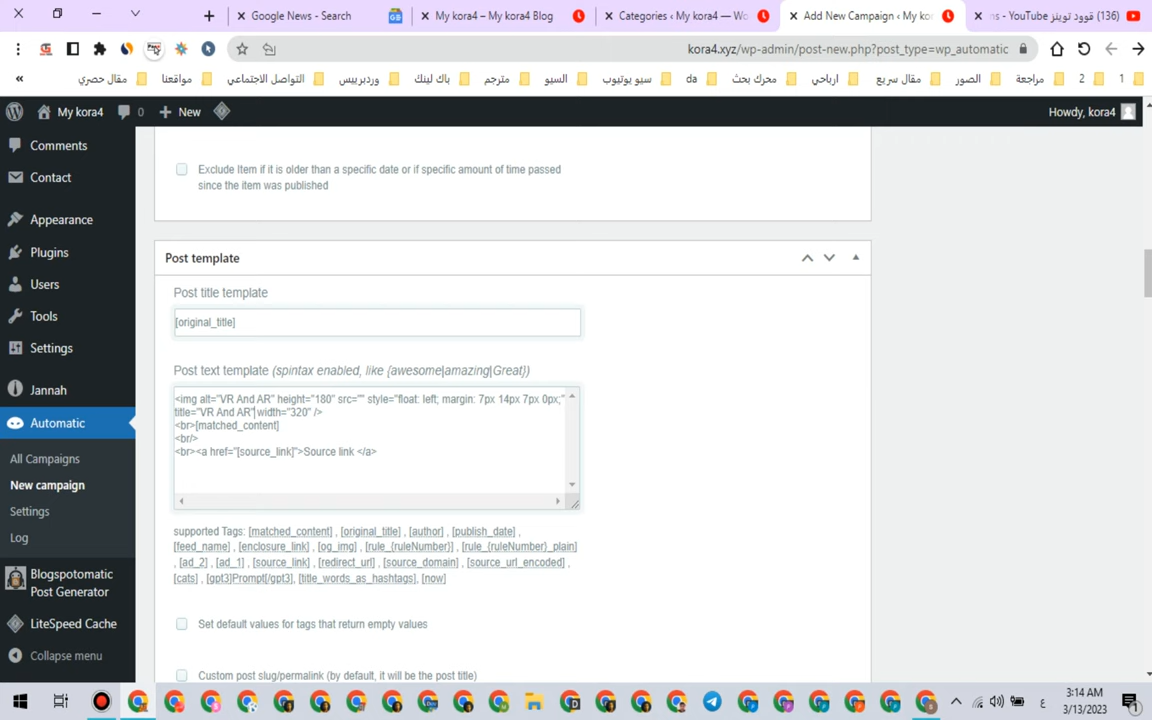 Google News - Search
My kora4 – My kora4 Blog
Categories ‹ My kora4 — Wo
Add New Campaign ‹ My ko
(136) قوود توينز YouTube - ns
kora4.xyz/wp-admin/post-new.php?post_type=wp_automatic
« مقال حصري وردبريس التواصل الاجتماعي مواقعنا باك لينك مترجم السيو سيو يوتيوب da محرك بحث مقال سريع ارباحي الصور مراجعة 2 1
My kora4 0 New Howdy, kora4
Comments
Contact
Appearance
Plugins
Users
Tools
Settings
Jannah
Automatic
All Campaigns
New campaign
Settings
Log
Blogspotomatic
Post Generator
LiteSpeed Cache
Collapse menu
Exclude Item if it is older than a specific date or if specific amount of time passed
since the item was published
Post template
Post title template
[original_title]
Post text template (spintax enabled, like {awesome|amazing|Great})
<img alt="VR And AR" height="180" src="" style="float: left; margin: 7px 14px 7px 0px;"
title="VR And AR" width="320" />
<br>[matched_content]
<br/>
<br><a href="[source_link]">Source link </a>
supported Tags: [matched_content] , [original_title] , [author] , [publish_date] ,
[feed_name] , [enclosure_link] , [og_img] , [rule_{ruleNumber}] , [rule_{ruleNumber}_plain]
, [ad_2] , [ad_1] , [source_link] , [redirect_url] , [source_domain] , [source_url_encoded] ,
[cats] , [gpt3]Prompt[/gpt3], [title_words_as_hashtags], [now]
Set default values for tags that return empty values
Custom post slug/permalink (by default, it will be the post title)
ع
3:14 AM
3/13/2023